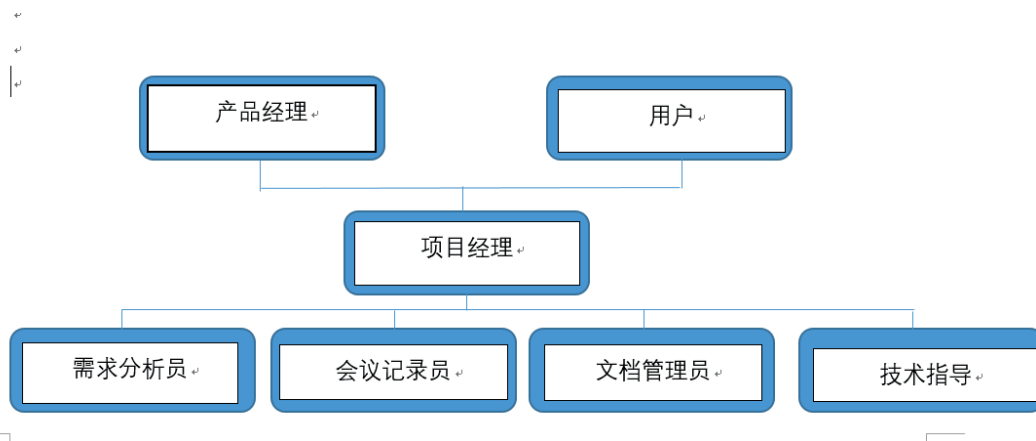 产品经理
用户
项目经理
需求分析员
会议记录员
文档管理员
技术指导